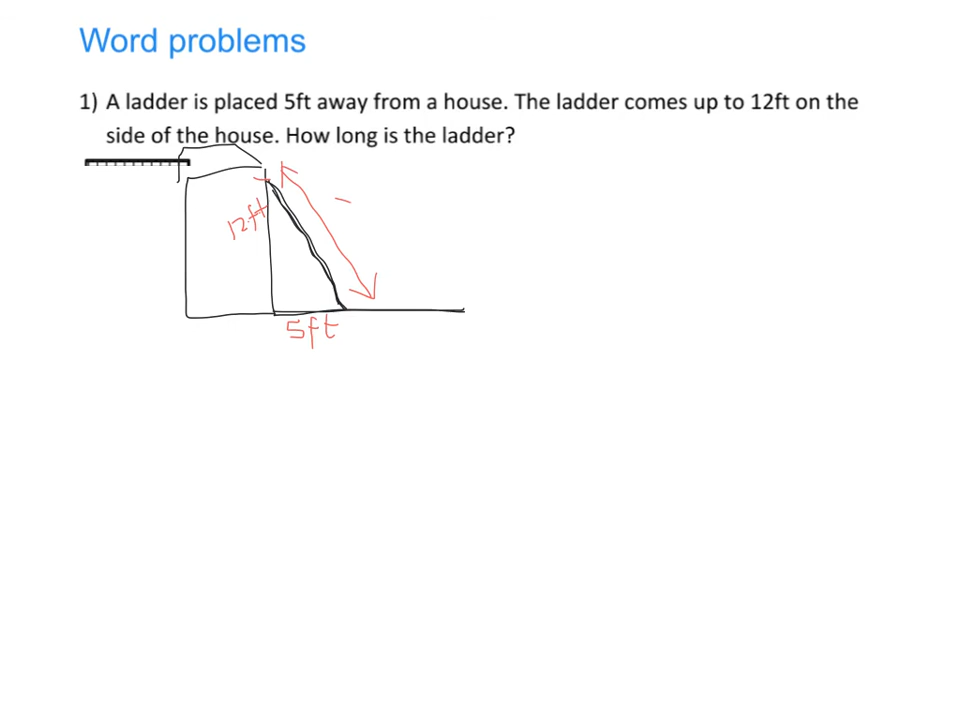 Word problems
1) A ladder is placed 5ft away from a house. The ladder comes up to 12ft on the
side of the house. How long is the ladder?
12ft
5ft